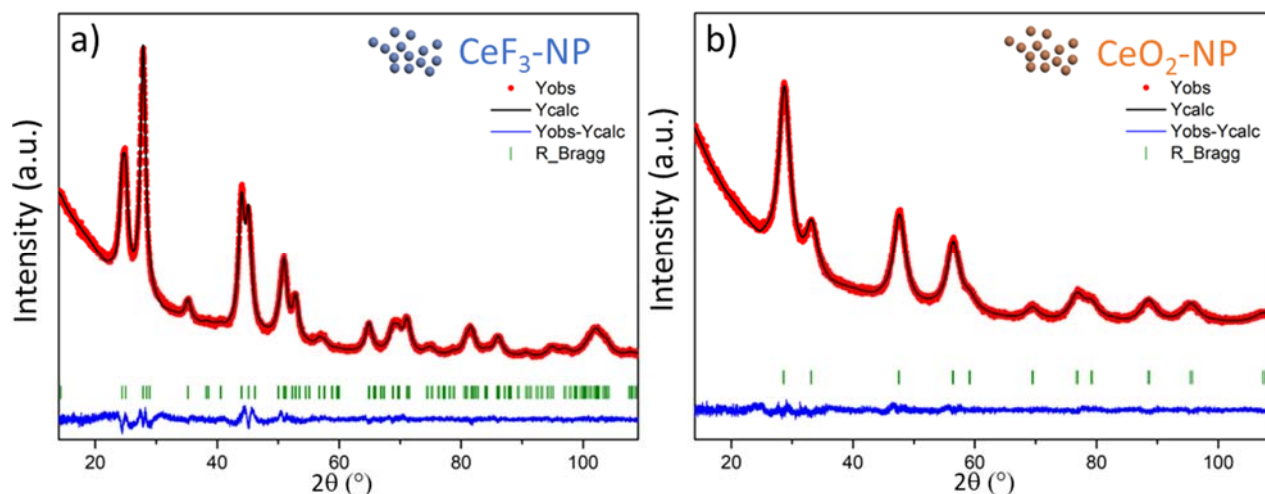 a)
CeF₃-NP
Yobs
Ycalc
Yobs-Ycalc
R_Bragg
Intensity (a.u.)
20 40 60 80 100
2θ (°)
b)
CeO₂-NP
Yobs
Ycalc
Yobs-Ycalc
R_Bragg
Intensity (a.u.)
20 40 60 80 100
2θ (°)